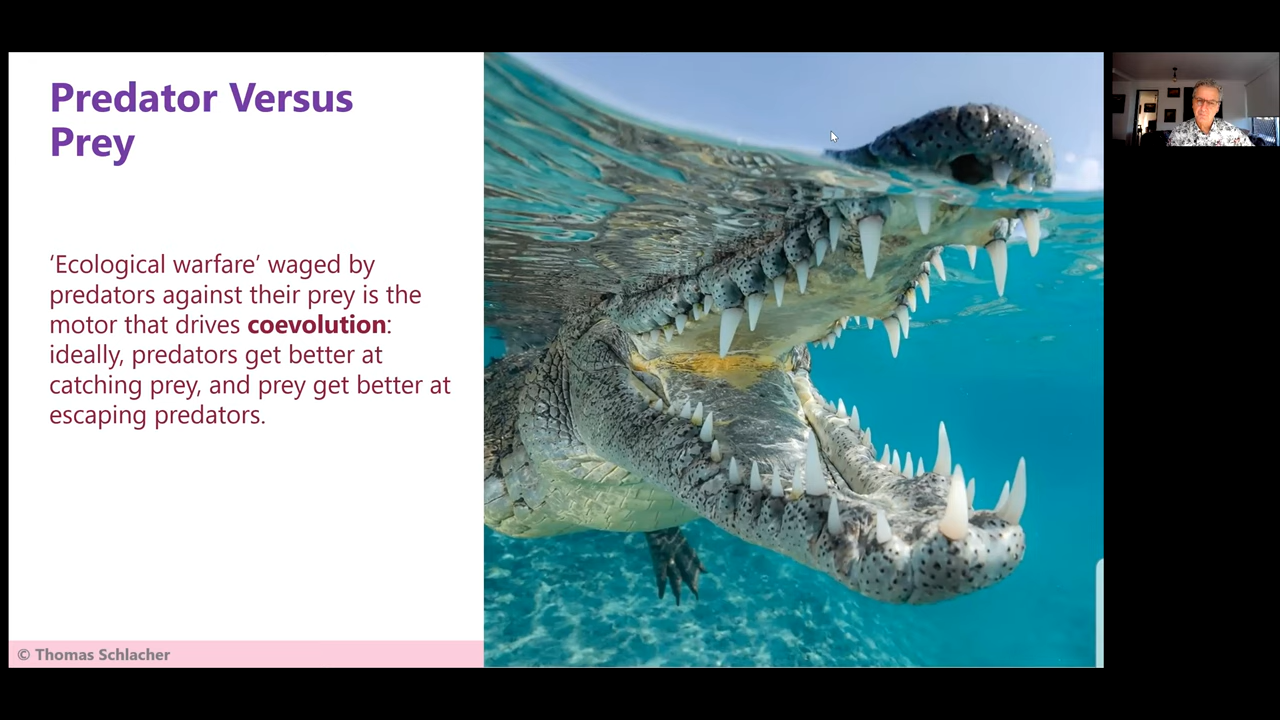 Predator Versus
Prey
‘Ecological warfare’ waged by
predators against their prey is the
motor that drives coevolution:
ideally, predators get better at
catching prey, and prey get better at
escaping predators.
© Thomas Schlacher